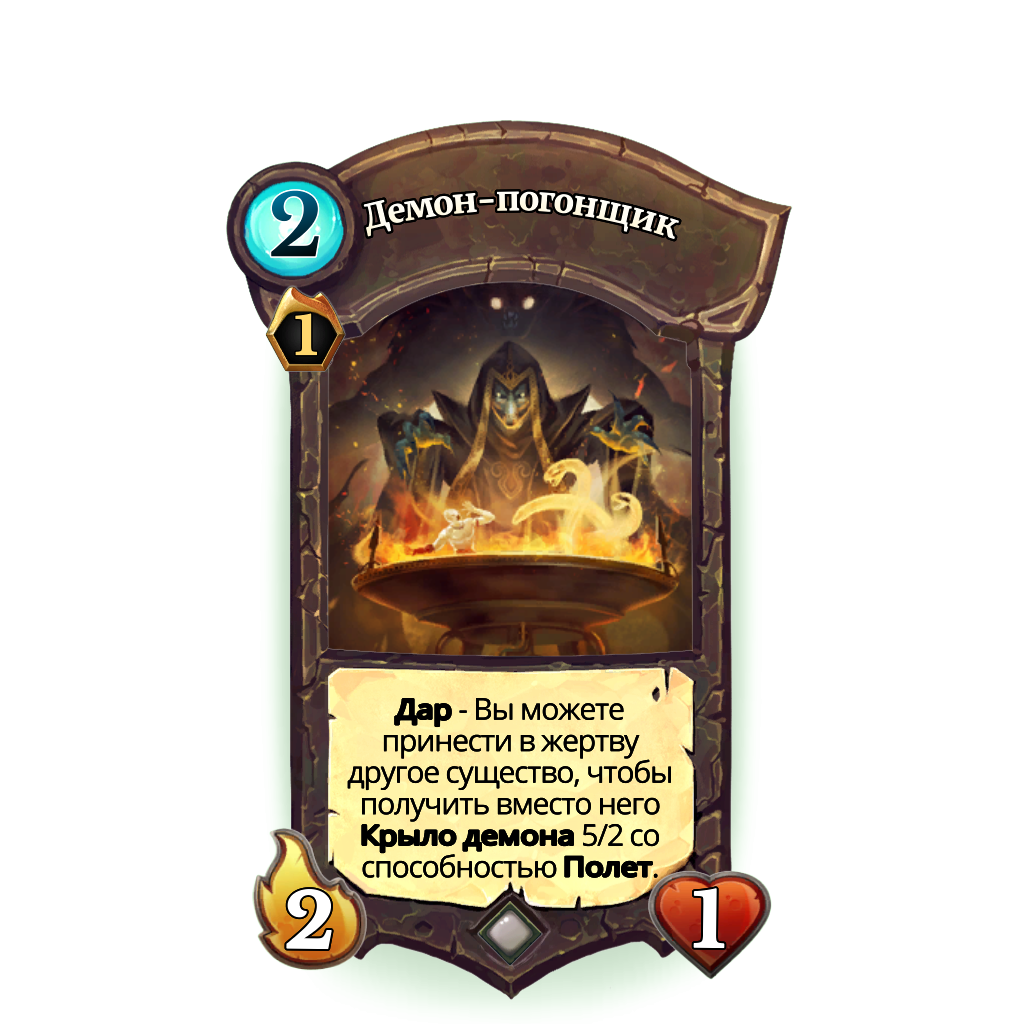 2
Демон-погонщик
1
Дар - Вы можете
принести в жертву
другое существо, чтобы
получить вместо него
Крыло демона 5/2 со
способностью Полет.
2
1